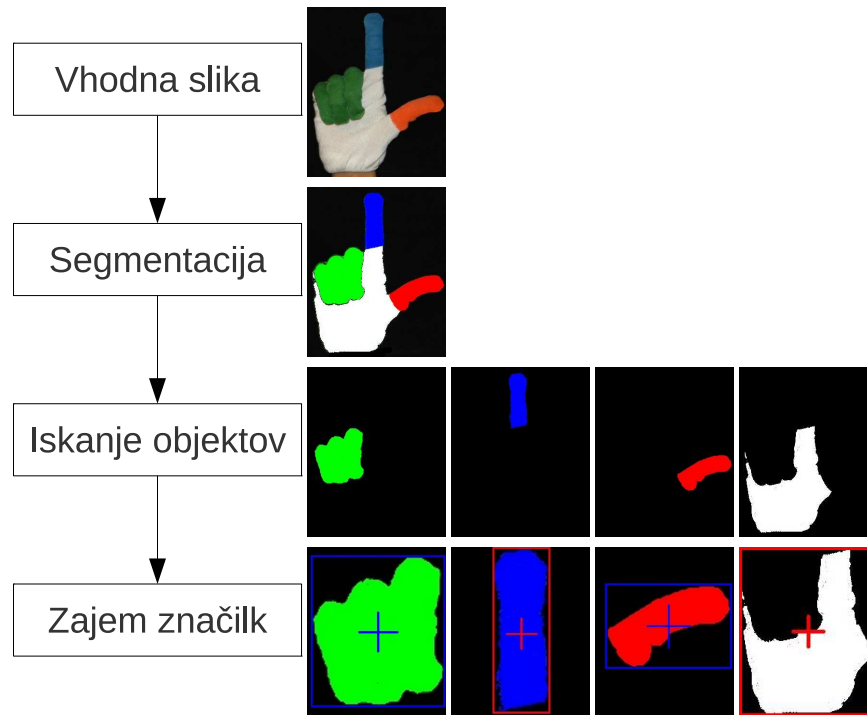 Vhodna slika
Segmentacija
Iskanje objektov
Zajem značilk